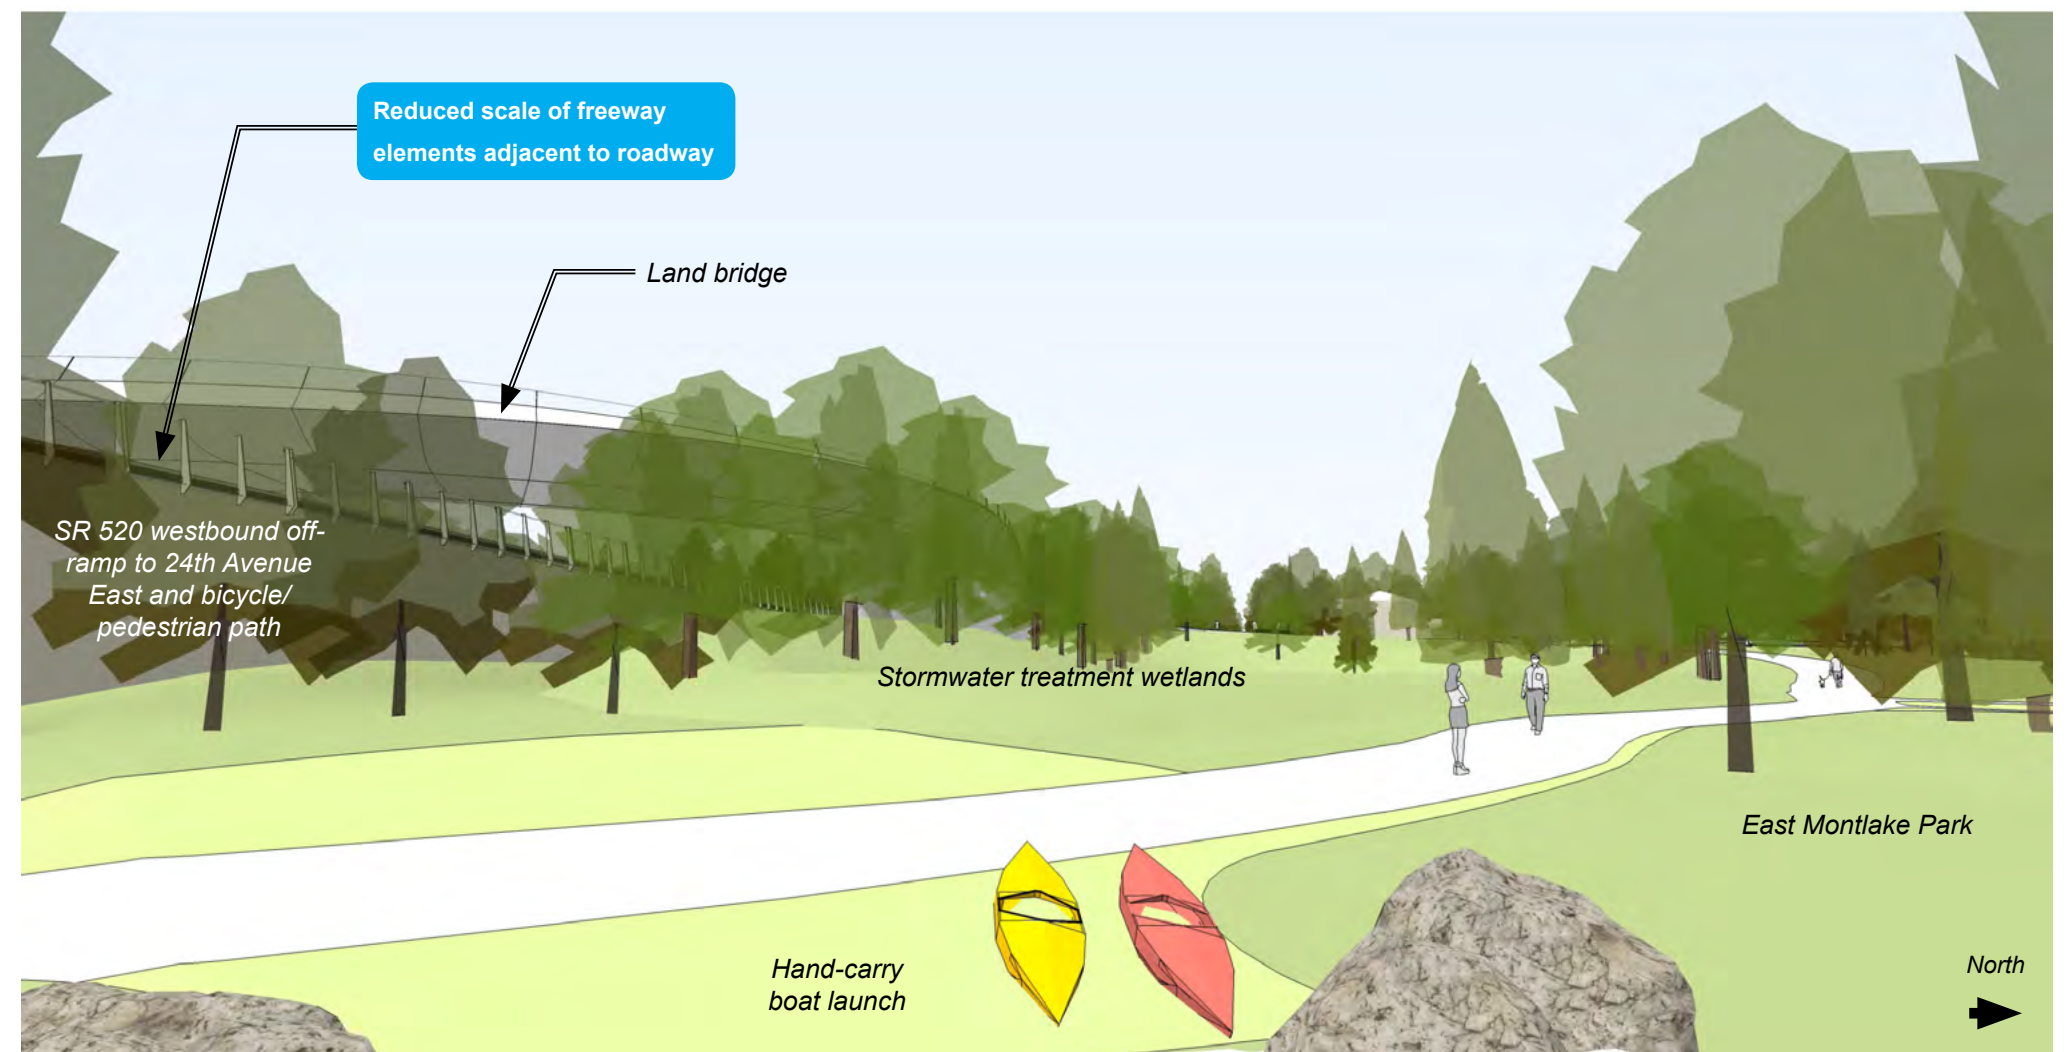 Reduced scale of freeway
elements adjacent to roadway
Land bridge
SR 520 westbound off-
ramp to 24th Avenue
East and bicycle/
pedestrian path
Stormwater treatment wetlands
East Montlake Park
Hand-carry
boat launch
North